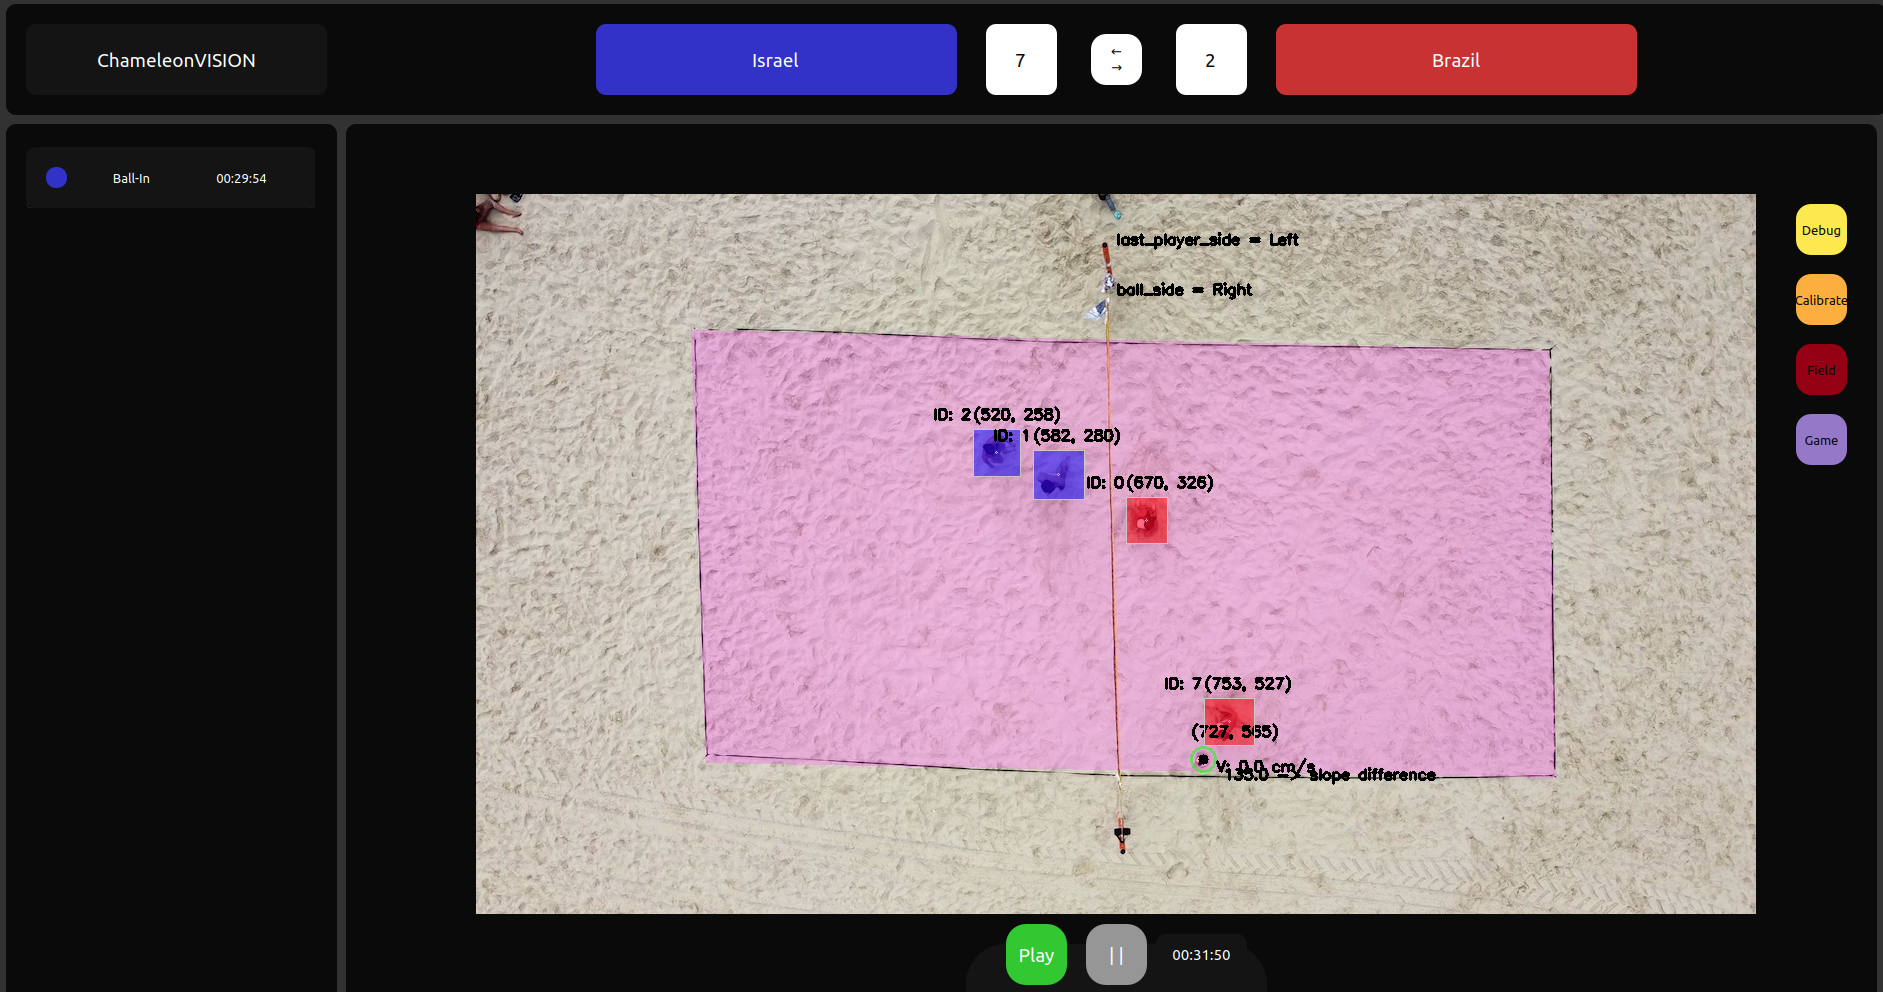 ChameleonVISION
Israel
7
←
→
2
Brazil
Ball-In
00:29:54
last_player_side = Left
ball_side = Right
ID: 2(520, 258)
ID: 1(582, 280)
ID: 0(670, 326)
ID: 7(753, 527)
(727, 565)
V: 0.0 cm/s
135.0 -> slope difference
Debug
Calibrate
Field
Game
Play
||
00:31:50